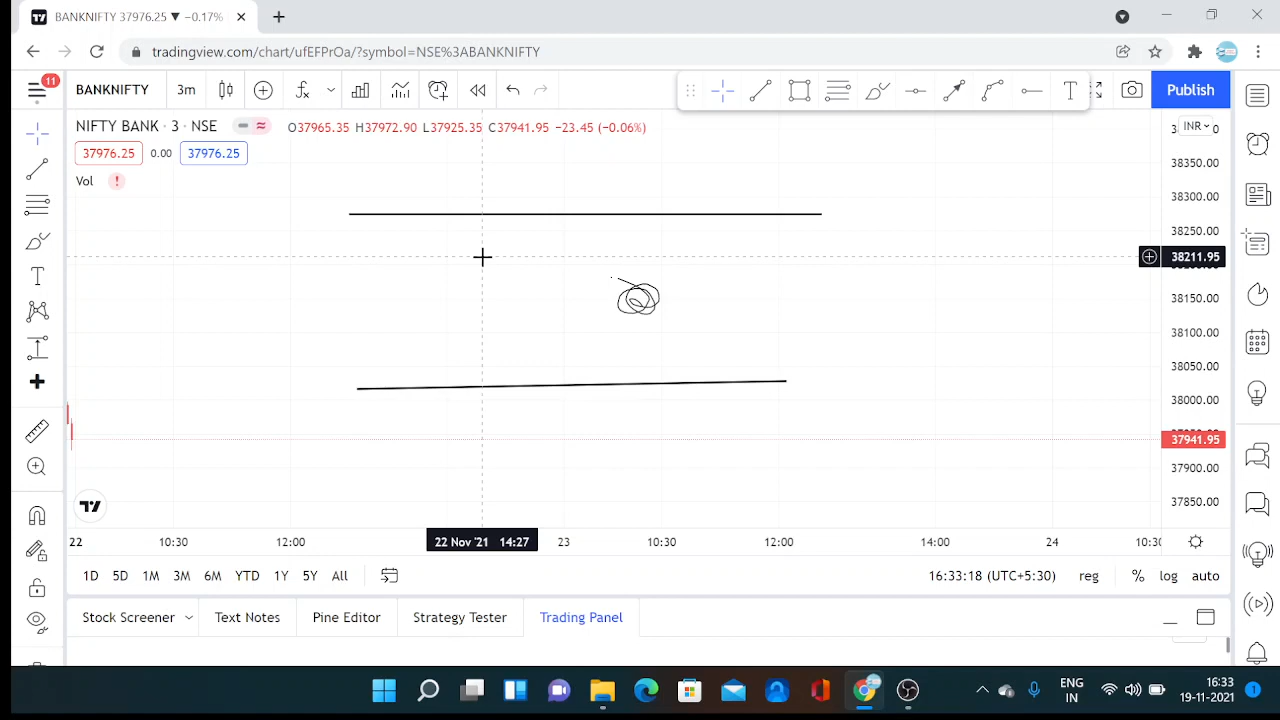 BANKNIFTY 37976.25 ▼ −0.17%
tradingview.com/chart/ufEFPrOa/?symbol=NSE%3ABANKNIFTY
11
BANKNIFTY 3m Publish
NIFTY BANK · 3 · NSE O37965.35 H37972.90 L37925.35 C37941.95 −23.45 (−0.06%)
INR
37976.25 0.00 37976.25
38350.00
Vol !
38300.00
38250.00
38211.95
38150.00
38100.00
38050.00
38000.00
37941.95
37900.00
37850.00
22 10:30 12:00 22 Nov '21 14:27 23 10:30 12:00 14:00 24 10:30
1D 5D 1M 3M 6M YTD 1Y 5Y All 16:33:18 (UTC+5:30) reg % log auto
Stock Screener Text Notes Pine Editor Strategy Tester Trading Panel
ENG 16:33
IN 19-11-2021
1